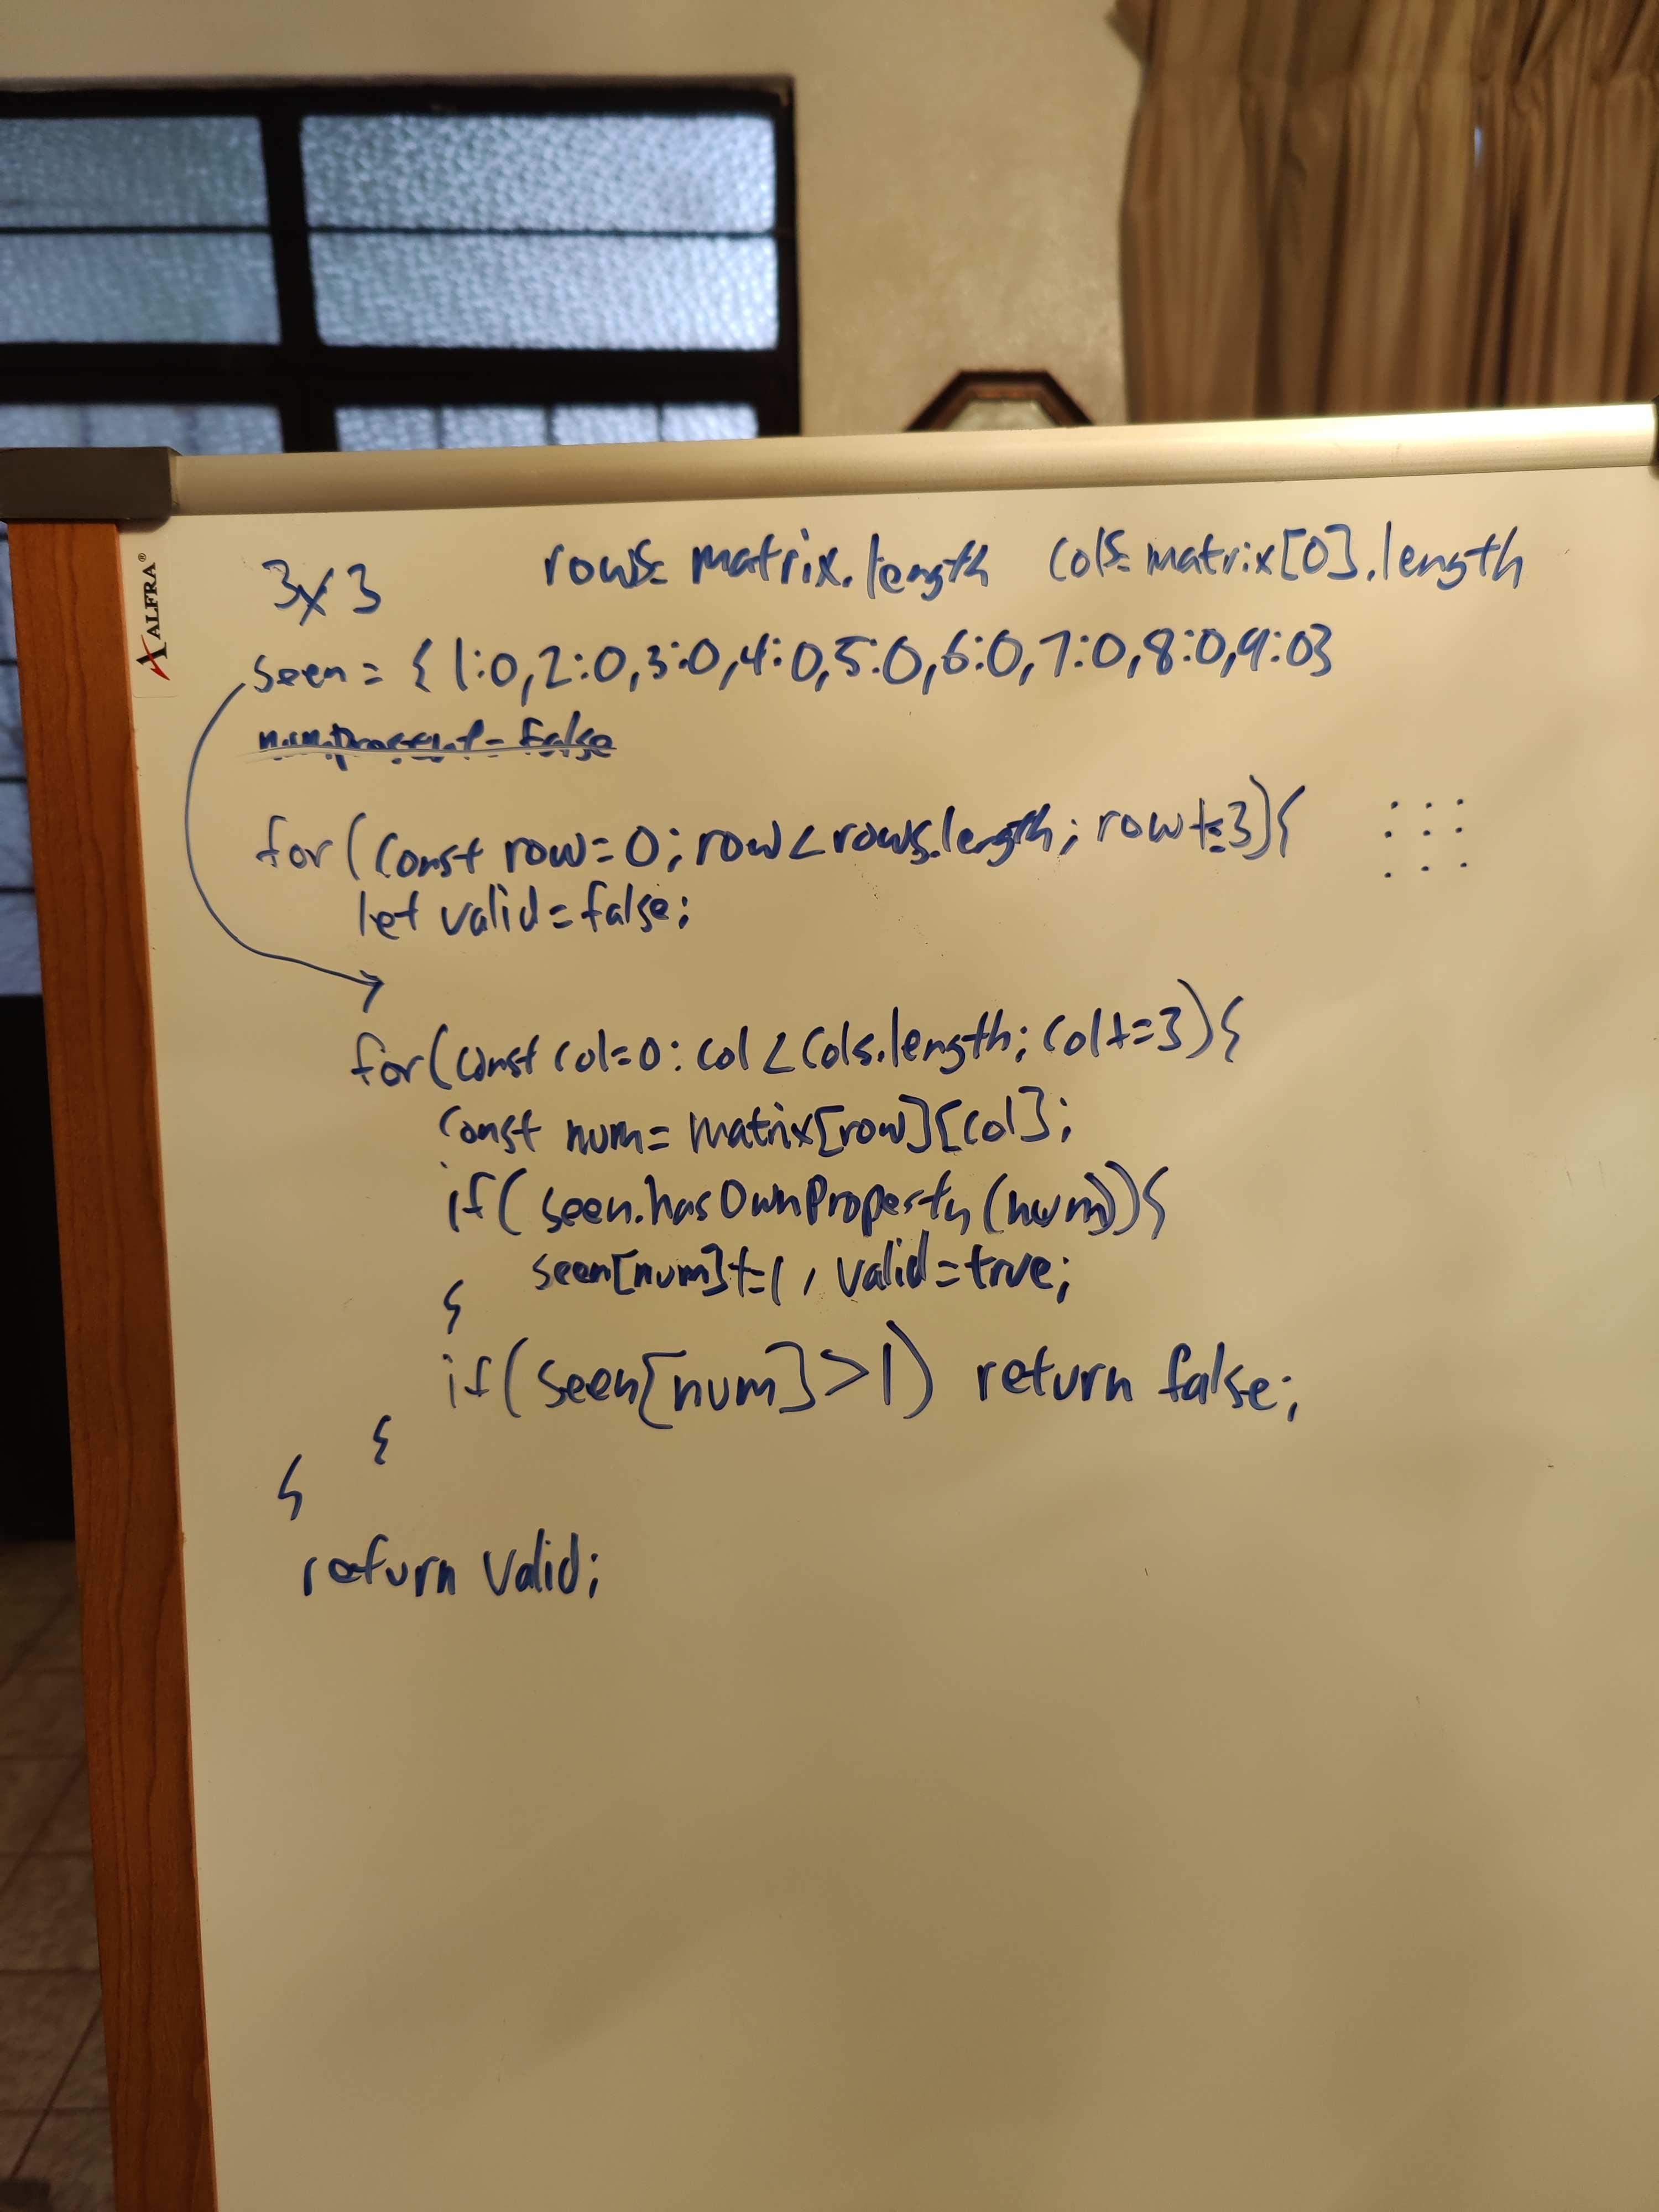 ALFRA®
3x3 rows= matrix.length cols= matrix[0].length
seen = {1:0,2:0,3:0,4:0,5:0,6:0,7:0,8:0,9:0}
numPresent = false
for(const row=0; row<rows.length; row+=3){
let valid=false;
for(const col=0: col<cols.length; col+=3){
const num= matrix[row][col];
if(seen.hasOwnProperty(num)){
seen[num]+=1, valid=true;
}
if(seen[num]>1) return false;
}
}
return valid;